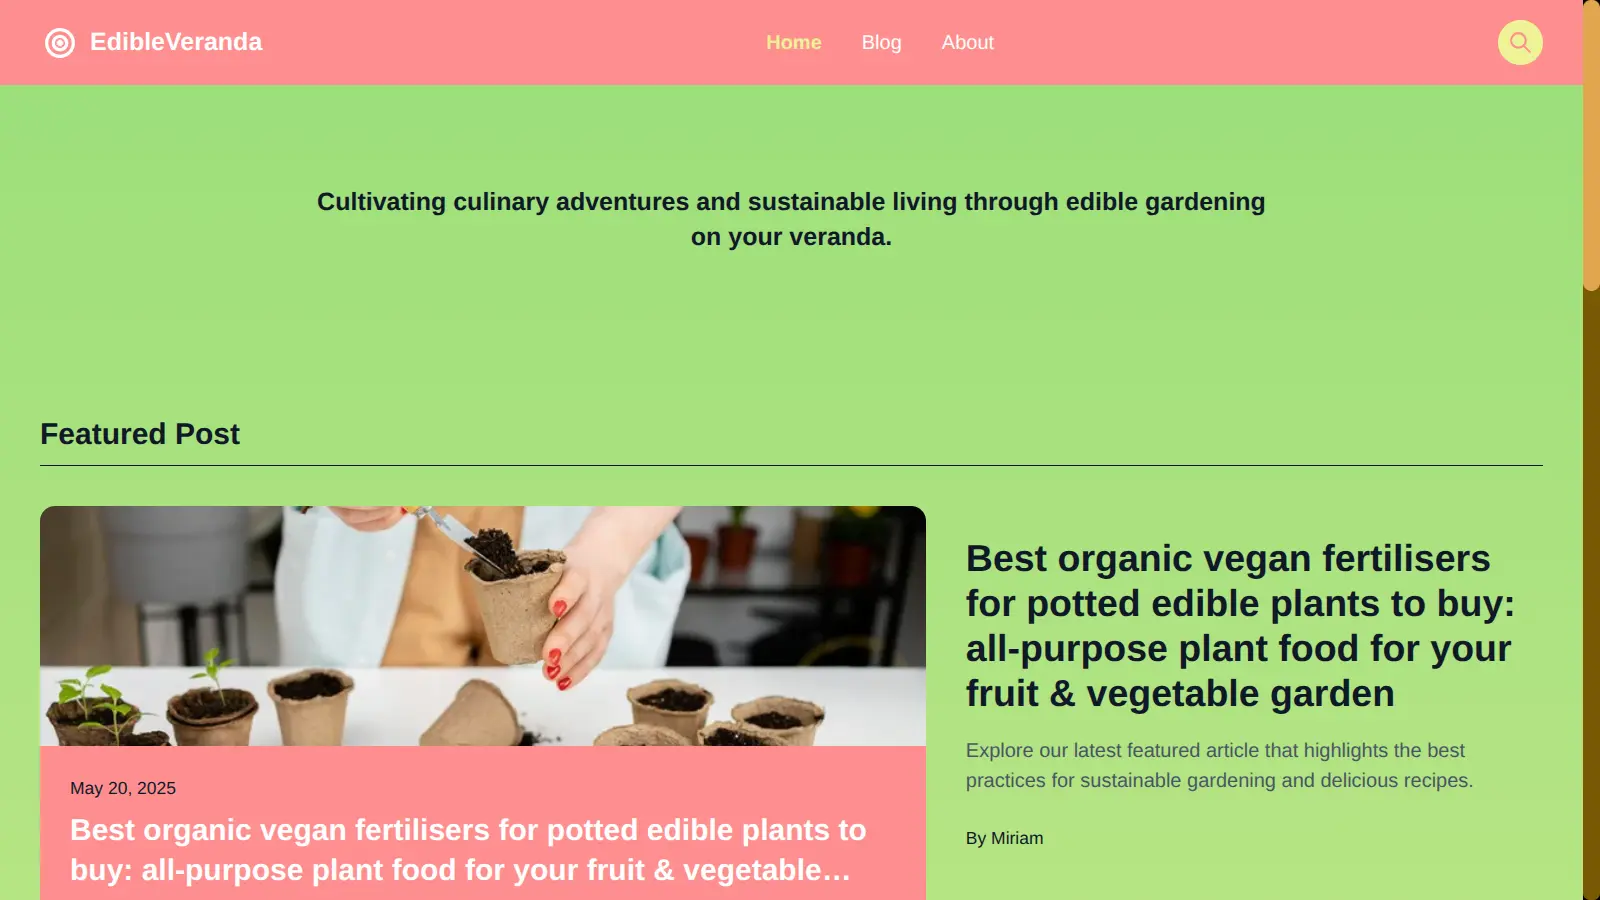 EdibleVeranda
Home
Blog
About
Cultivating culinary adventures and sustainable living through edible gardening
on your veranda.
Featured Post
May 20, 2025
Best organic vegan fertilisers for potted edible plants to
buy: all-purpose plant food for your fruit & vegetable…
Best organic vegan fertilisers
for potted edible plants to buy:
all-purpose plant food for your
fruit & vegetable garden
Explore our latest featured article that highlights the best
practices for sustainable gardening and delicious recipes.
By Miriam